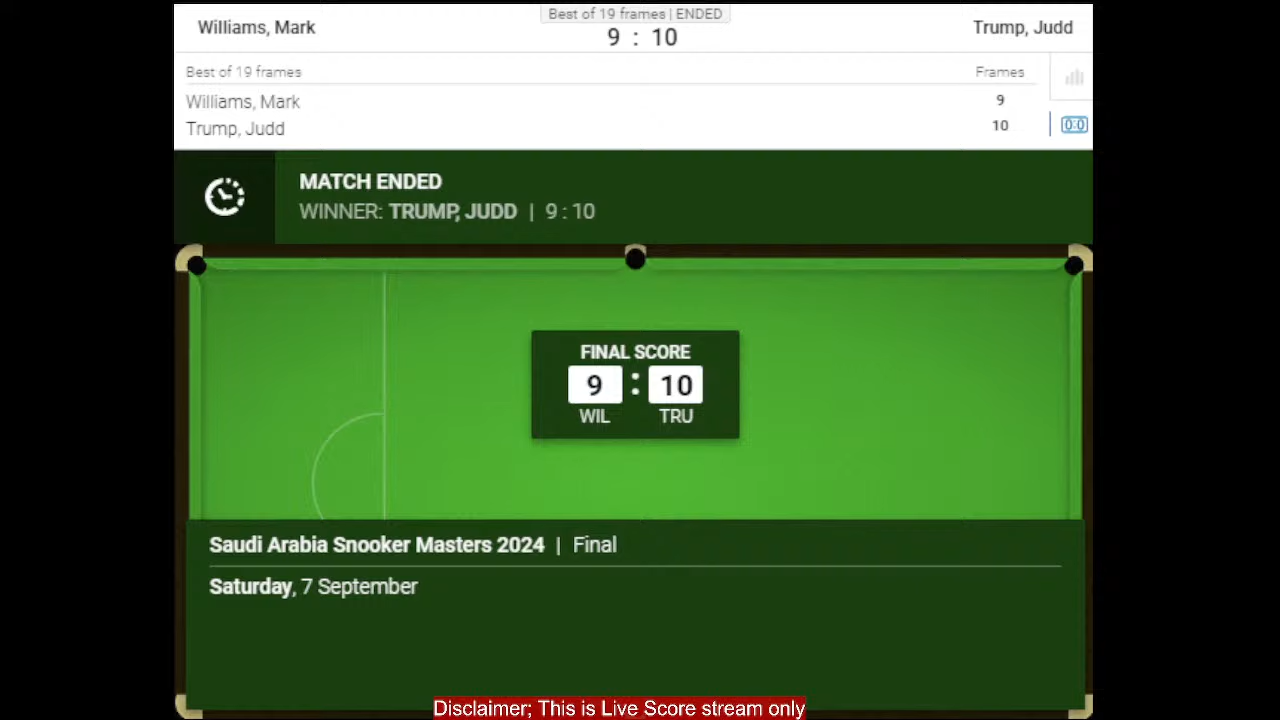 Best of 19 frames | ENDED
Williams, Mark 9 : 10 Trump, Judd
Best of 19 frames Frames
Williams, Mark 9
Trump, Judd 10 0:0
MATCH ENDED
WINNER: TRUMP, JUDD | 9 : 10
FINAL SCORE
9 : 10
WIL TRU
Saudi Arabia Snooker Masters 2024 | Final
Saturday, 7 September
Disclaimer; This is Live Score stream only